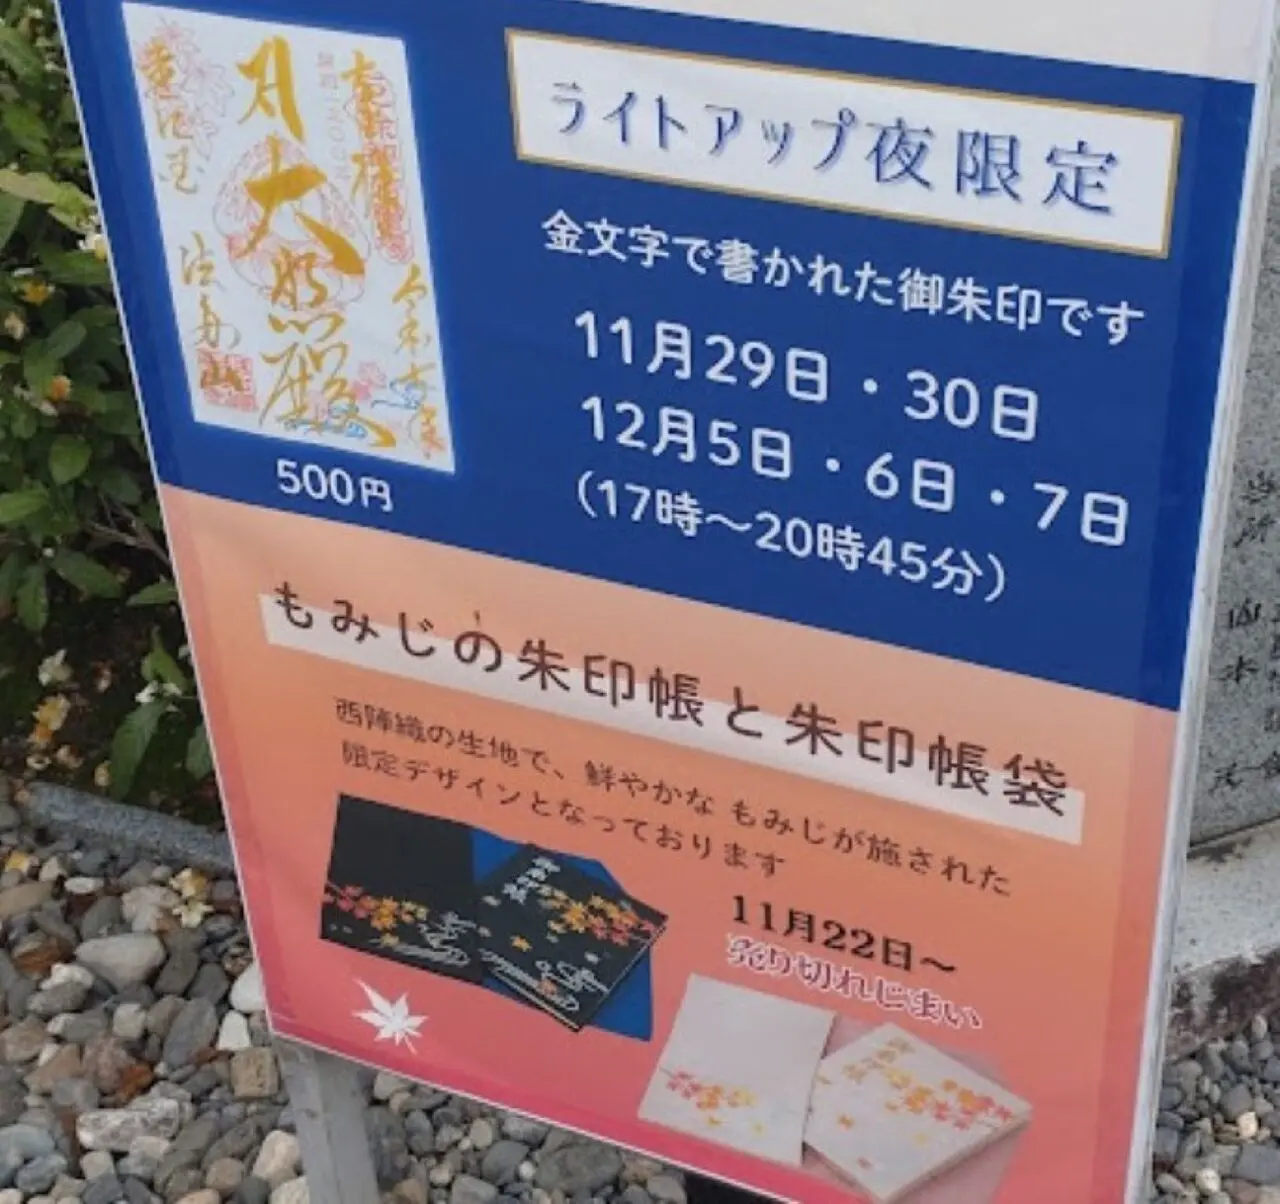 ライトアップ夜限定
金文字で書かれた御朱印です
11月29日・30日
12月5日・6日・7日
（17時～20時45分）
大
500円
もみじの朱印帳と朱印帳袋
西陣織の生地で、鮮やかな もみじが施された
限定デザインとなっております
11月22日～
売り切れじまい